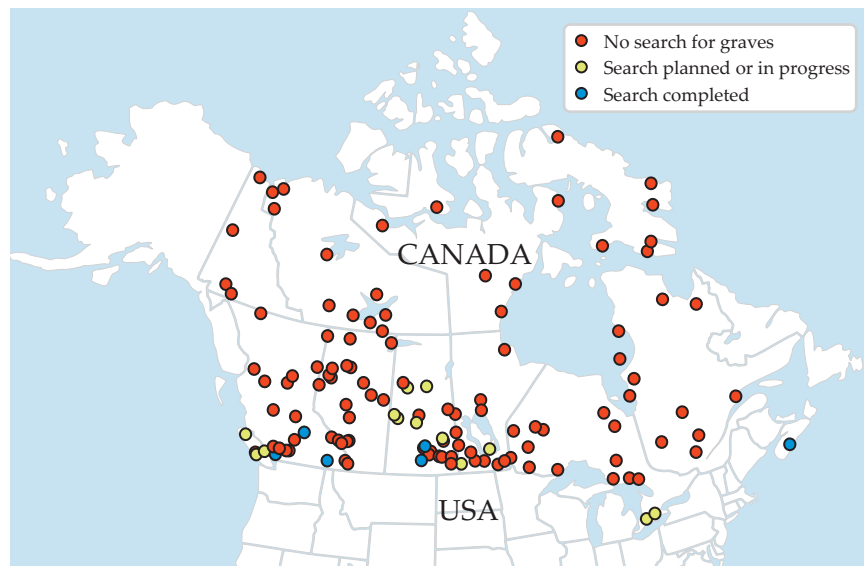 No search for graves
Search planned or in progress
Search completed
CANADA
USA